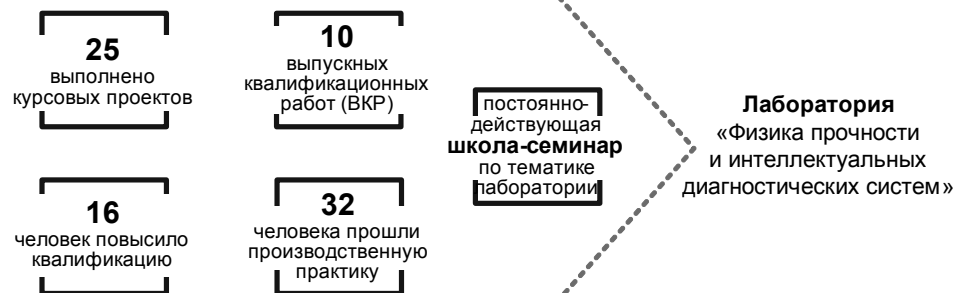 25
выполнено
курсовых проектов
10
выпускных
квалификационных
работ (ВКР)
16
человек повысило
квалификацию
32
человека прошли
производственную
практику
постоянно-
действующая
школа-семинар
по тематике
лаборатории
Лаборатория
«Физика прочности
и интеллектуальных
диагностических систем»